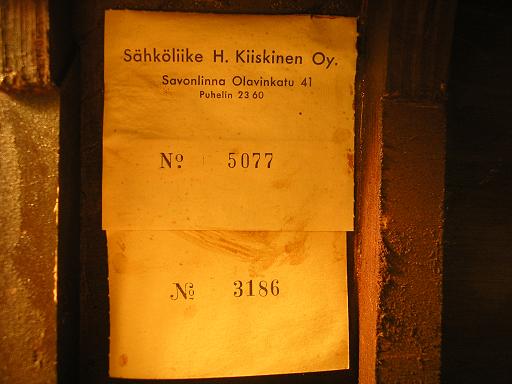 Sähköliike H. Kiiskinen Oy.
Savonlinna Olavinkatu 41
Puhelin 23 60
Nº 5077
Nº 3186